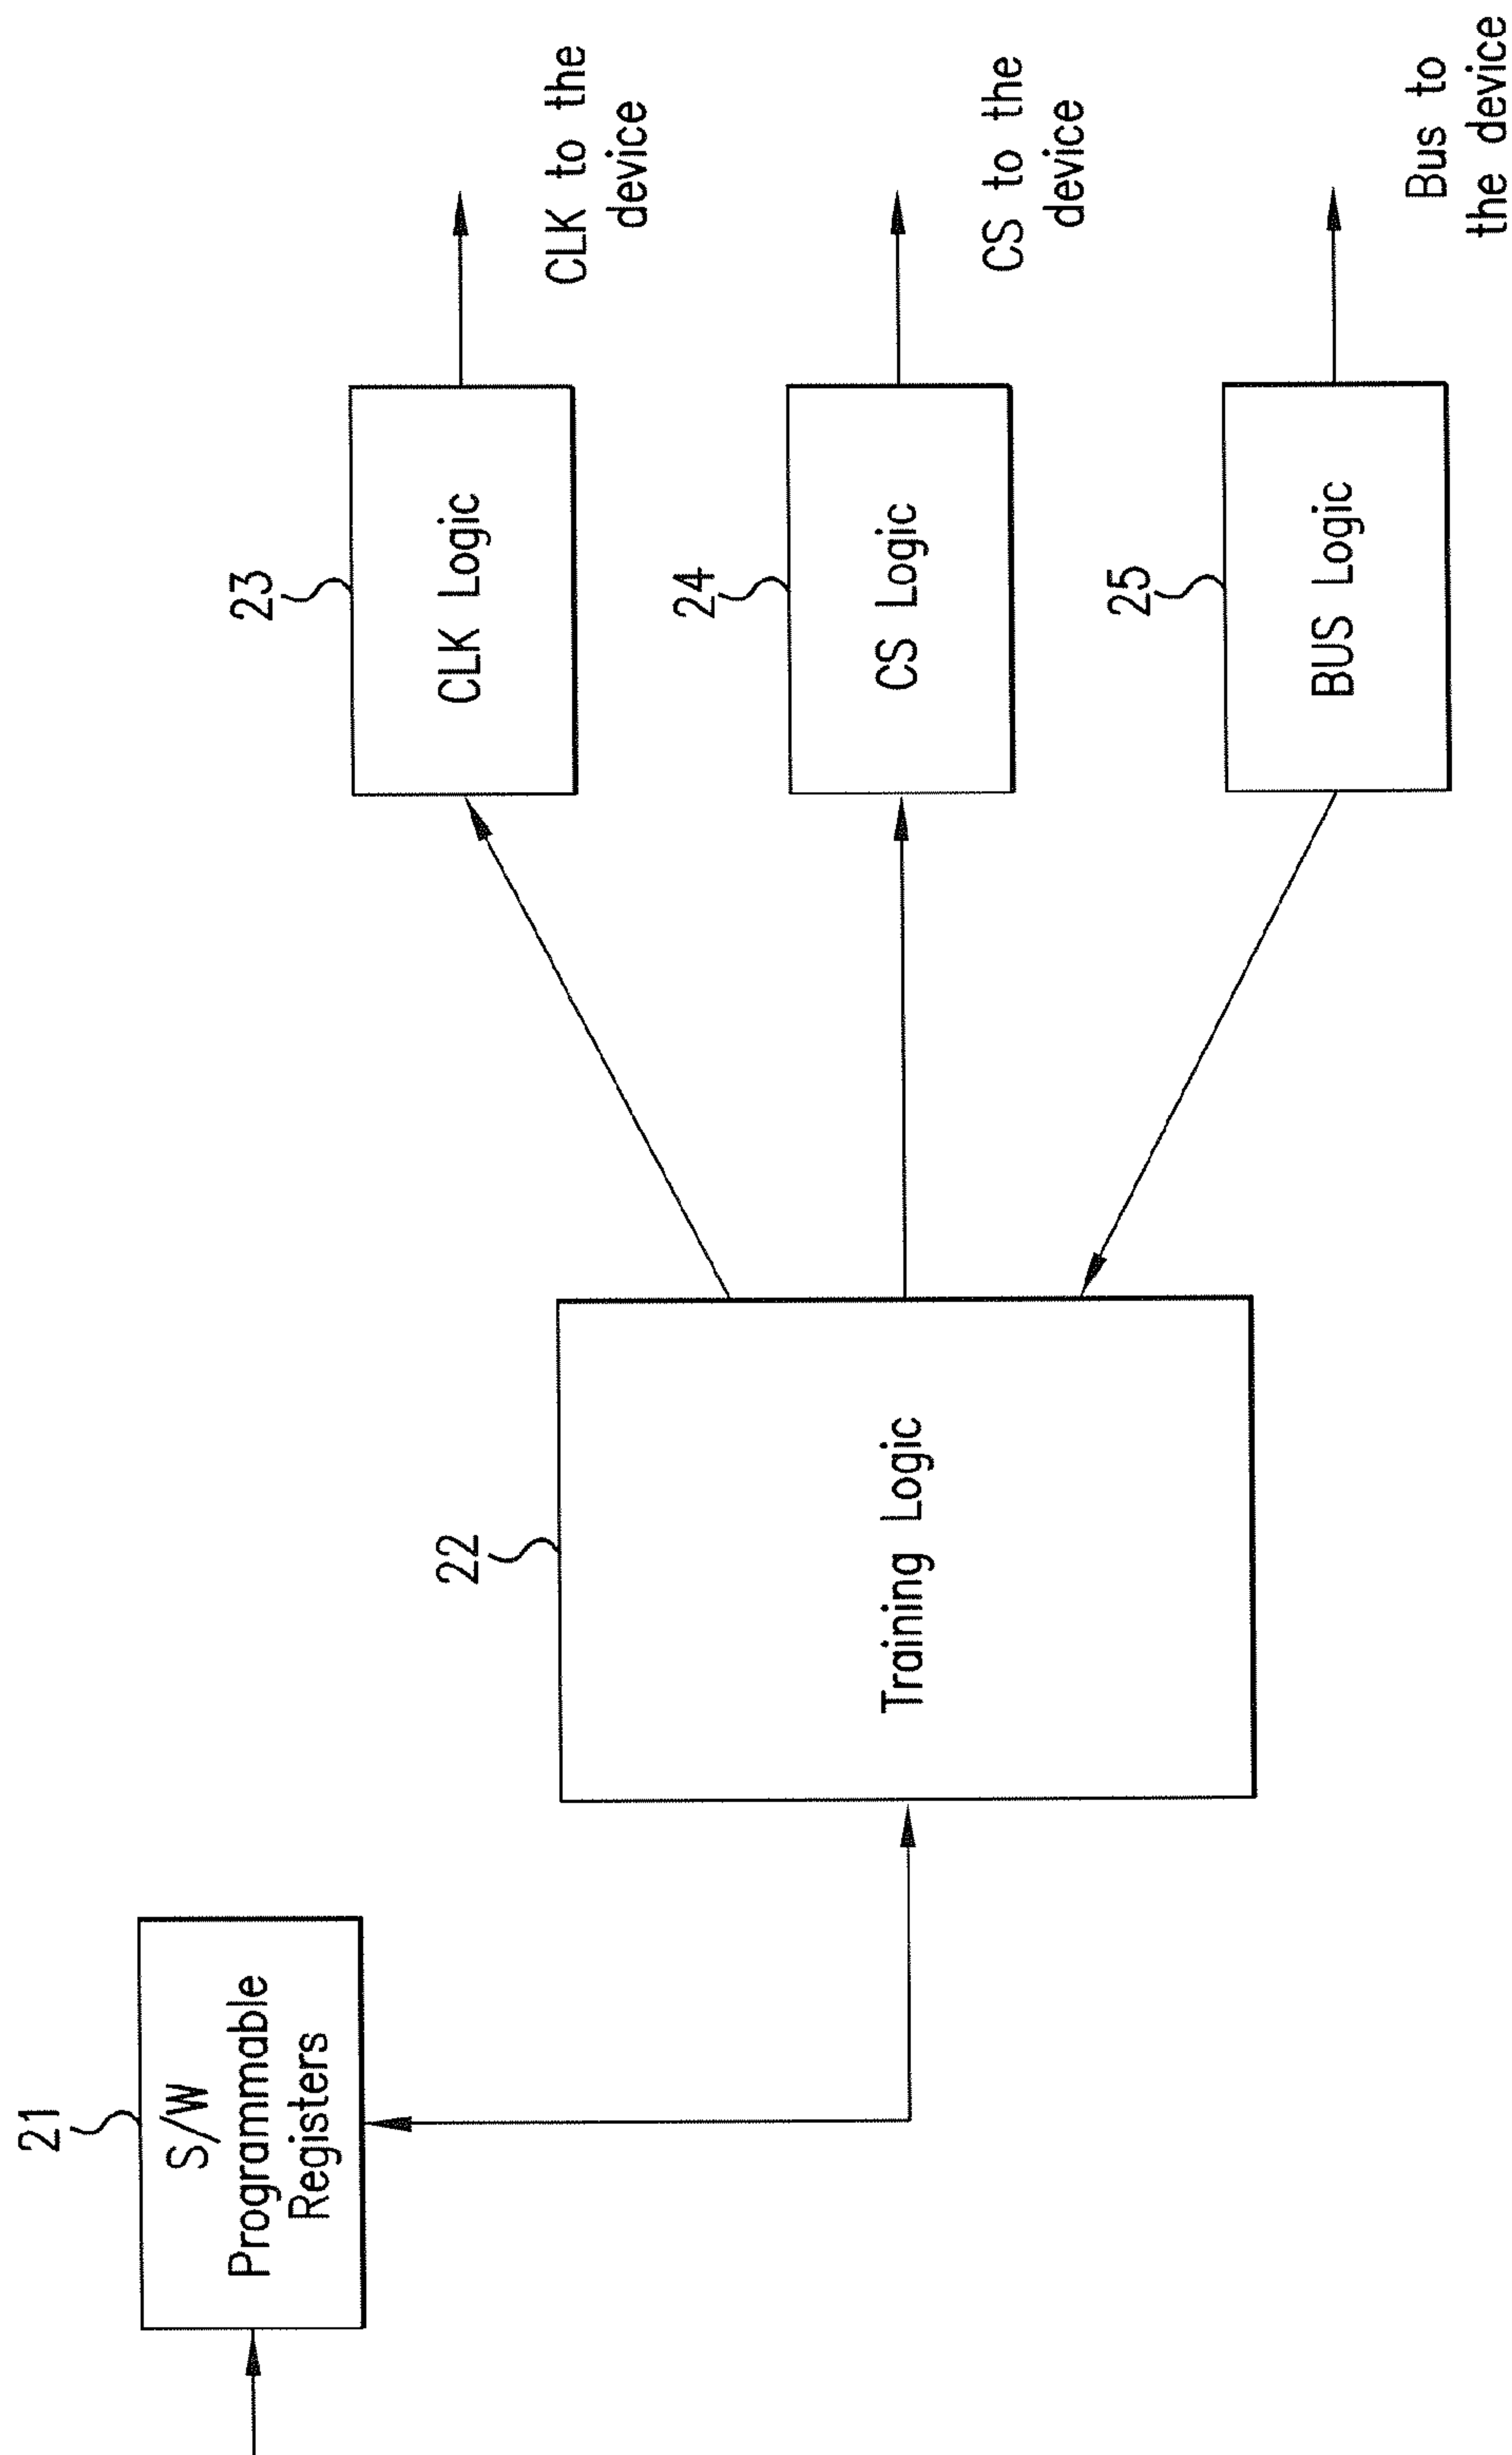 21
S/W
Programmable
Registers
22
Training Logic
23
CLK Logic
CLK to the
device
24
CS Logic
CS to the
device
25
BUS Logic
Bus to
the device